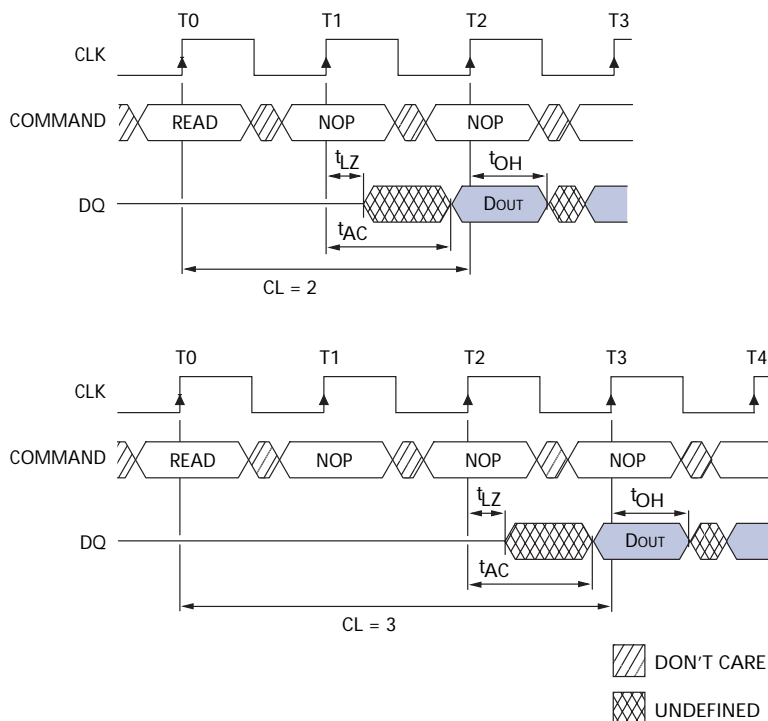 T0 T1 T2 T3
CLK
COMMAND READ NOP NOP
tLZ tOH
DQ DOUT
tAC
CL = 2
T0 T1 T2 T3 T4
CLK
COMMAND READ NOP NOP NOP
tLZ tOH
DQ DOUT
tAC
CL = 3
DON'T CARE
UNDEFINED